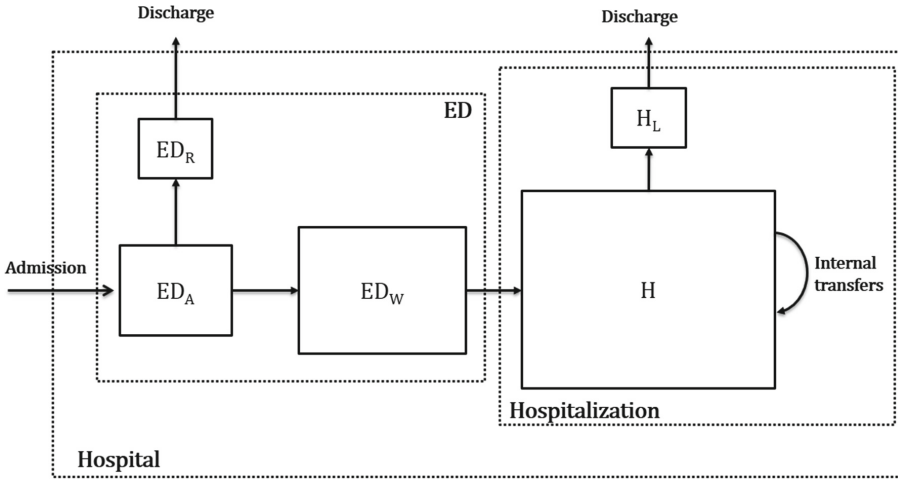 Discharge
Discharge
ED
H_L
ED_R
Admission
ED_A
ED_W
H
Internal
transfers
Hospitalization
Hospital